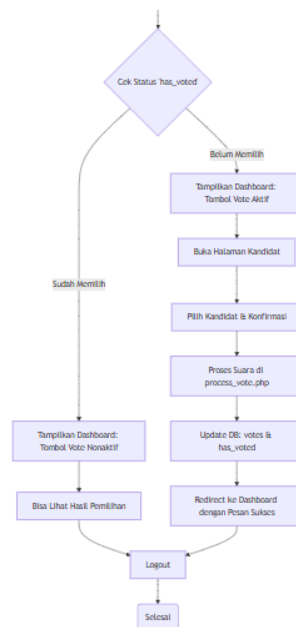 Cek Status 'has_voted'
Belum Memilih
Tampilkan Dashboard:
Tombol Vote Aktif
Buka Halaman Kandidat
Sudah Memilih
Pilih Kandidat & Konfirmasi
Proses Suara di
process_vote.php
Tampilkan Dashboard:
Tombol Vote Nonaktif
Update DB: votes &
has_voted
Bisa Lihat Hasil Pemilihan
Redirect ke Dashboard
dengan Pesan Sukses
Logout
Selesai